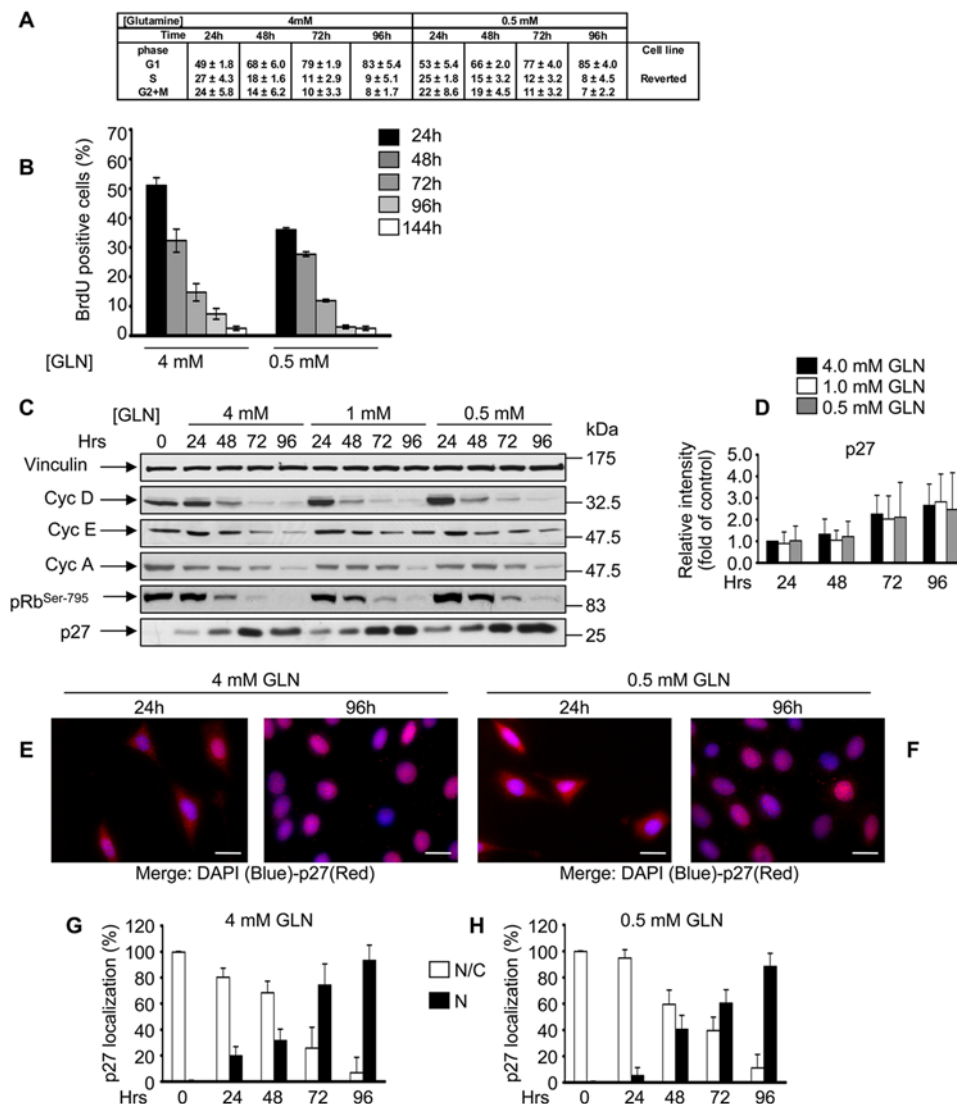 A
[Glutamine] 4mM 0.5 mM
Time 24h 48h 72h 96h 24h 48h 72h 96h
phase Cell line
G1 49 ± 1.8 68 ± 6.0 79 ± 1.9 83 ± 5.4 53 ± 5.4 66 ± 2.0 77 ± 4.0 85 ± 4.0
S 27 ± 4.3 18 ± 1.6 11 ± 2.9 9 ± 5.1 25 ± 1.8 15 ± 3.2 12 ± 3.2 8 ± 4.5 Reverted
G2+M 24 ± 5.8 14 ± 6.2 10 ± 3.3 8 ± 1.7 22 ± 8.6 19 ± 4.5 11 ± 3.2 7 ± 2.2
B
BrdU positive cells (%)
70
60
50
40
30
20
10
0
24h
48h
72h
96h
144h
[GLN] 4 mM 0.5 mM
C
[GLN] 4 mM 1 mM 0.5 mM
Hrs 0 24 48 72 96 24 48 72 96 24 48 72 96 kDa
Vinculin 175
Cyc D 32.5
Cyc E 47.5
Cyc A 47.5
pRbSer-795 83
p27 25
4.0 mM GLN
1.0 mM GLN
0.5 mM GLN
D
p27
Relative intensity
(fold of control)
5.0
4.0
3.0
2.0
1.0
0.0
Hrs 24 48 72 96
4 mM GLN 0.5 mM GLN
24h 96h 24h 96h
E F
Merge: DAPI (Blue)-p27(Red) Merge: DAPI (Blue)-p27(Red)
G 4 mM GLN
p27 localization (%)
120
100
80
60
40
20
0
Hrs 0 24 48 72 96
N/C
N
H 0.5 mM GLN
p27 localization (%)
120
100
80
60
40
20
0
Hrs 0 24 48 72 96